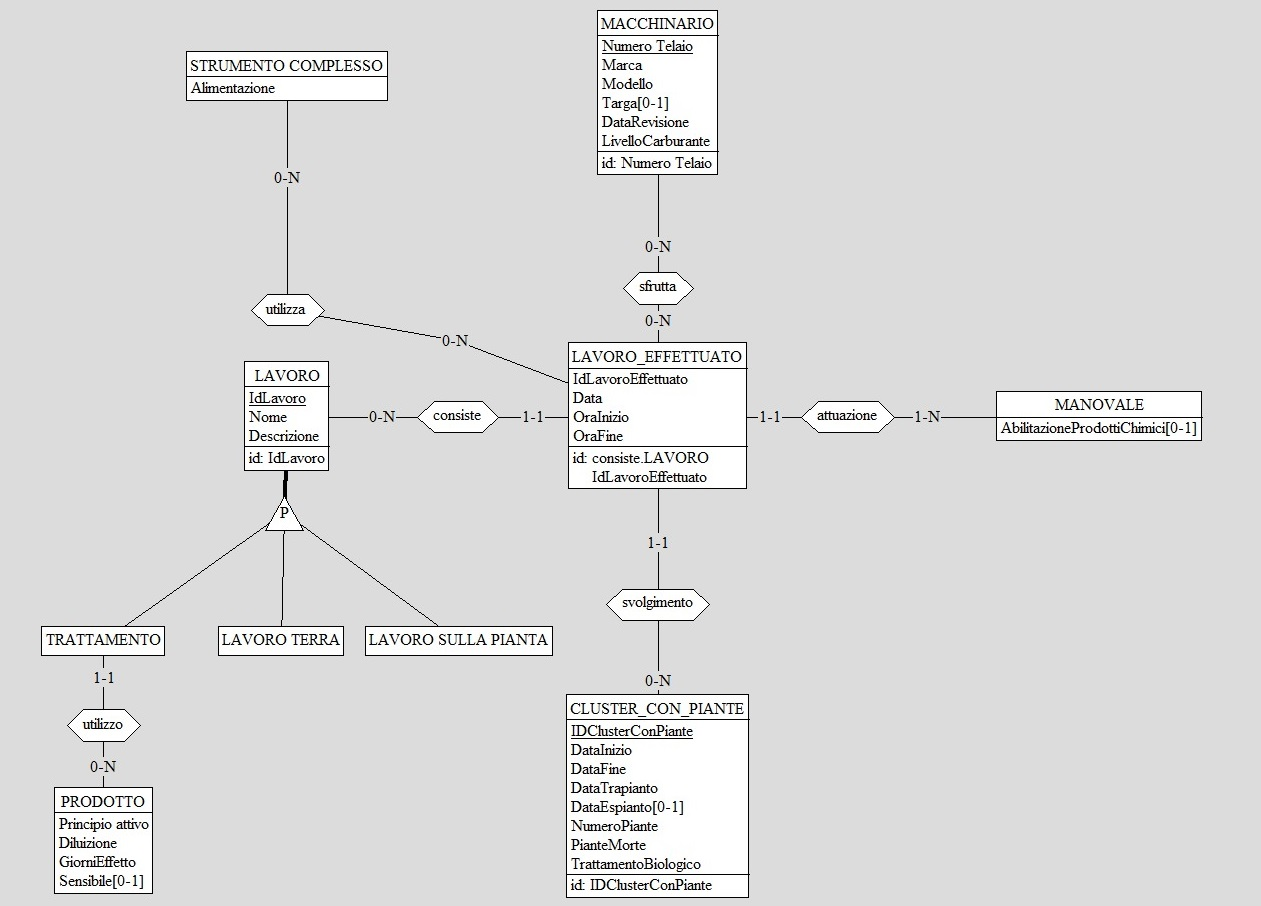 MACCHINARIO
Numero Telaio
Marca
Modello
Targa[0-1]
DataRevisione
LivelloCarburante
id: Numero Telaio
STRUMENTO COMPLESSO
Alimentazione
0-N
0-N
sfrutta
0-N
utilizza
0-N
LAVORO_EFFETTUATO
IdLavoroEffettuato
Data
OraInizio
OraFine
id: consiste.LAVORO
IdLavoroEffettuato
LAVORO
IdLavoro
Nome
Descrizione
id: IdLavoro
0-N
consiste
1-1
1-1
attuazione
1-N
MANOVALE
AbilitazioneProdottiChimici[0-1]
P
1-1
svolgimento
0-N
TRATTAMENTO
LAVORO TERRA
LAVORO SULLA PIANTA
1-1
utilizzo
0-N
PRODOTTO
Principio attivo
Diluizione
GiorniEffetto
Sensibile[0-1]
CLUSTER_CON_PIANTE
IDClusterConPiante
DataInizio
DataFine
DataTrapianto
DataEspianto[0-1]
NumeroPiante
PianteMorte
TrattamentoBiologico
id: IDClusterConPiante